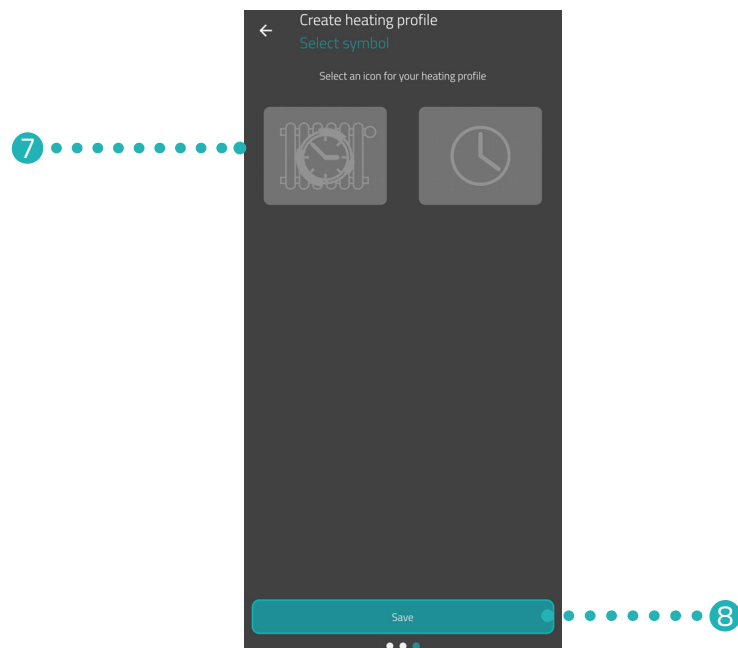 Create heating profile
Select symbol
Select an icon for your heating profile
7
Save
8